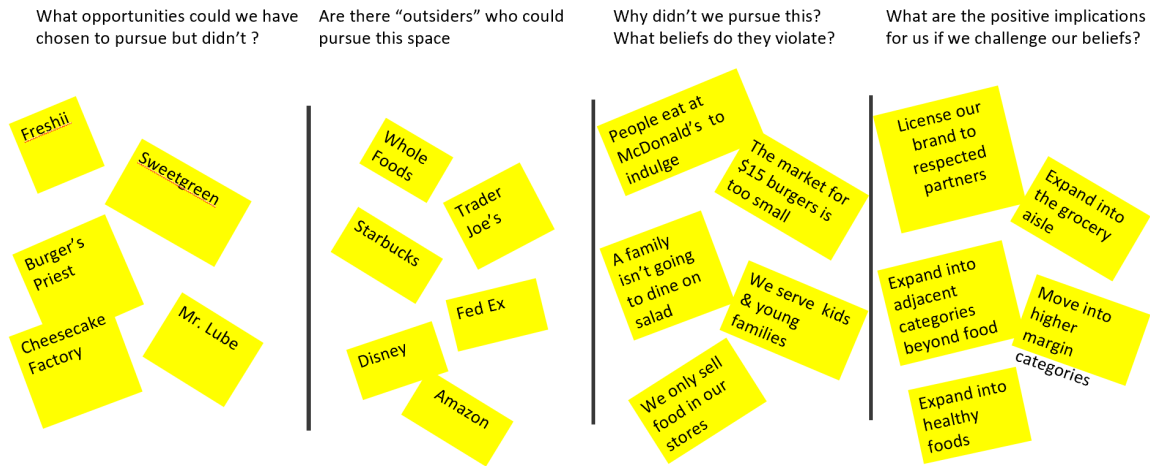 What opportunities could we have
chosen to pursue but didn't ?
Freshii
Sweetgreen
Burger's
Priest
Cheesecake
Factory
Mr. Lube
Are there “outsiders” who could
pursue this space
Whole
Foods
Trader
Joe's
Starbucks
Fed Ex
Disney
Amazon
Why didn't we pursue this?
What beliefs do they violate?
People eat at
McDonald's to
indulge
The market for
$15 burgers is
too small
A family
isn't going
to dine on
salad
We serve kids
& young
families
We only sell
food in our
stores
What are the positive implications
for us if we challenge our beliefs?
License our
brand to
respected
partners
Expand into
the grocery
aisle
Expand into
adjacent
categories
beyond food
Move into
higher
margin
categories
Expand into
healthy
foods